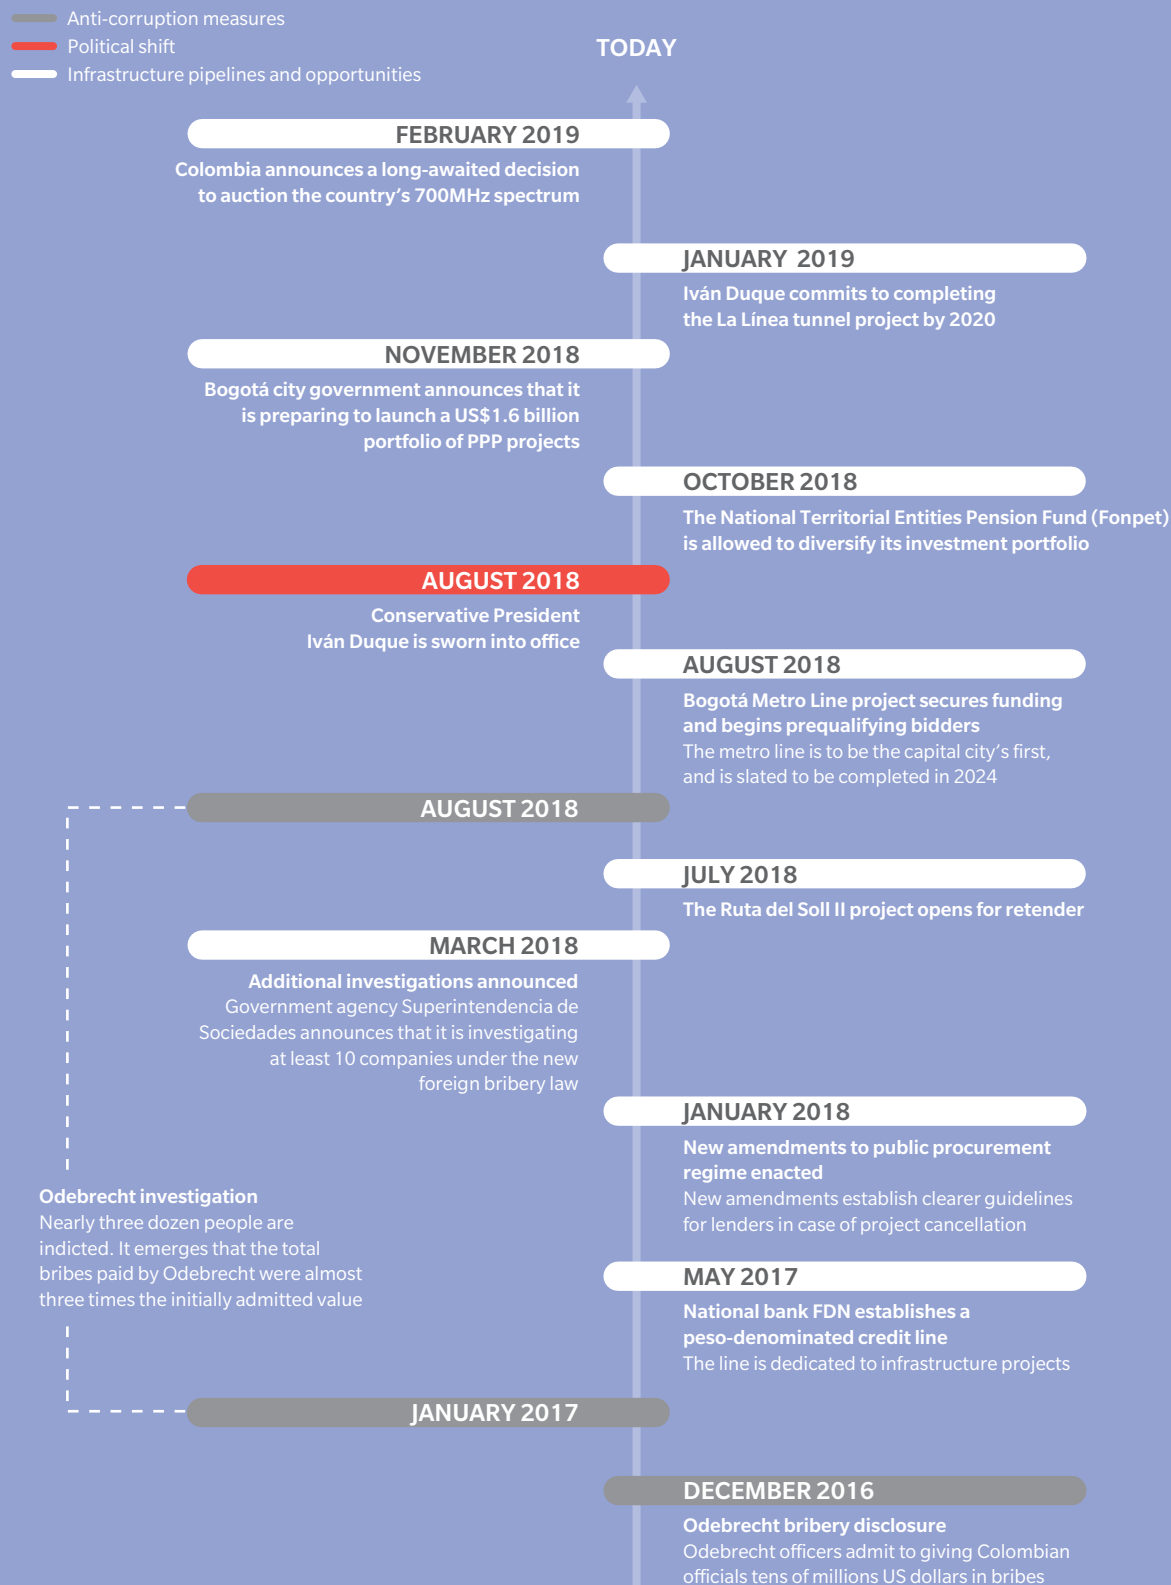 Anti-corruption measures
Political shift
Infrastructure pipelines and opportunities
TODAY
FEBRUARY 2019
Colombia announces a long-awaited decision
to auction the country’s 700MHz spectrum
JANUARY 2019
Iván Duque commits to completing
the La Línea tunnel project by 2020
NOVEMBER 2018
Bogotá city government announces that it
is preparing to launch a US$1.6 billion
portfolio of PPP projects
OCTOBER 2018
The National Territorial Entities Pension Fund (Fonpet)
is allowed to diversify its investment portfolio
AUGUST 2018
Conservative President
Iván Duque is sworn into office
AUGUST 2018
Bogotá Metro Line project secures funding
and begins prequalifying bidders
The metro line is to be the capital city’s first,
and is slated to be completed in 2024
AUGUST 2018
JULY 2018
The Ruta del Soll II project opens for retender
MARCH 2018
Additional investigations announced
Government agency Superintendencia de
Sociedades announces that it is investigating
at least 10 companies under the new
foreign bribery law
JANUARY 2018
New amendments to public procurement
regime enacted
New amendments establish clearer guidelines
for lenders in case of project cancellation
Odebrecht investigation
Nearly three dozen people are
indicted. It emerges that the total
bribes paid by Odebrecht were almost
three times the initially admitted value
MAY 2017
National bank FDN establishes a
peso-denominated credit line
The line is dedicated to infrastructure projects
JANUARY 2017
DECEMBER 2016
Odebrecht bribery disclosure
Odebrecht officers admit to giving Colombian
officials tens of millions US dollars in bribes